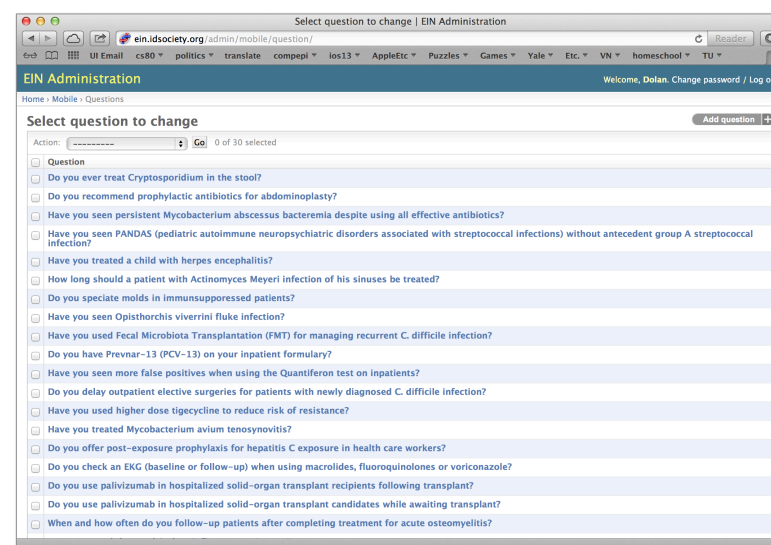 Select question to change | EIN Administration
ein.idsociety.org/admin/mobile/question/
Reader
UI Email cs80 politics translate compepi ios13 AppleEtc Puzzles Games Yale Etc. VN homeschool TU
EIN Administration
Welcome, Dolan. Change password / Log o
Home › Mobile › Questions
Select question to change
Add question +
Action: --------- Go 0 of 30 selected
Question
Do you ever treat Cryptosporidium in the stool?
Do you recommend prophylactic antibiotics for abdominoplasty?
Have you seen persistent Mycobacterium abscessus bacteremia despite using all effective antibiotics?
Have you seen PANDAS (pediatric autoimmune neuropsychiatric disorders associated with streptococcal infections) without antecedent group A streptococcal
infection?
Have you treated a child with herpes encephalitis?
How long should a patient with Actinomyces Meyeri infection of his sinuses be treated?
Do you speciate molds in immunsuporessed patients?
Have you seen Opisthorchis viverrini fluke infection?
Have you used Fecal Microbiota Transplantation (FMT) for managing recurrent C. difficile infection?
Do you have Prevnar-13 (PCV-13) on your inpatient formulary?
Have you seen more false positives when using the Quantiferon test on inpatients?
Do you delay outpatient elective surgeries for patients with newly diagnosed C. difficile infection?
Have you used higher dose tigecycline to reduce risk of resistance?
Have you treated Mycobacterium avium tenosynovitis?
Do you offer post-exposure prophylaxis for hepatitis C exposure in health care workers?
Do you check an EKG (baseline or follow-up) when using macrolides, fluoroquinolones or voriconazole?
Do you use palivizumab in hospitalized solid-organ transplant recipients following transplant?
Do you use palivizumab in hospitalized solid-organ transplant candidates while awaiting transplant?
When and how often do you follow-up patients after completing treatment for acute osteomyelitis?